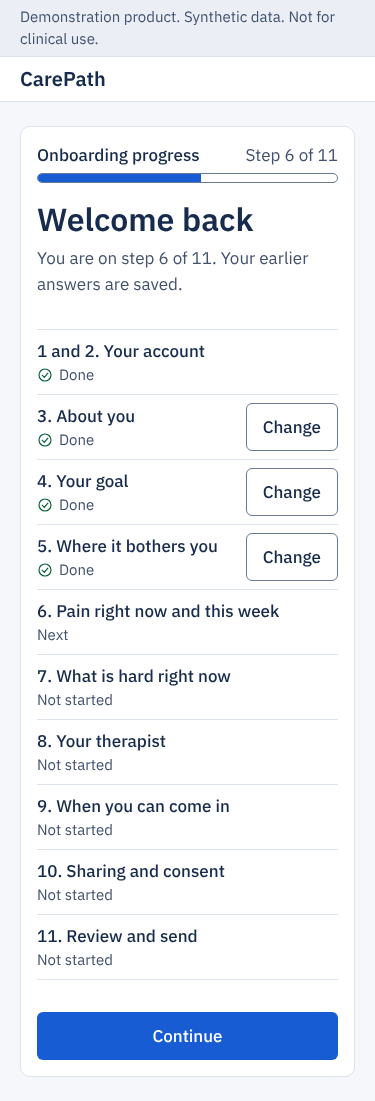 Demonstration product. Synthetic data. Not for
clinical use.
CarePath
Onboarding progress
Step 6 of 11
Welcome back
You are on step 6 of 11. Your earlier
answers are saved.
1 and 2. Your account
Done
3. About you
Done
Change
4. Your goal
Done
Change
5. Where it bothers you
Done
Change
6. Pain right now and this week
Next
7. What is hard right now
Not started
8. Your therapist
Not started
9. When you can come in
Not started
10. Sharing and consent
Not started
11. Review and send
Not started
Continue